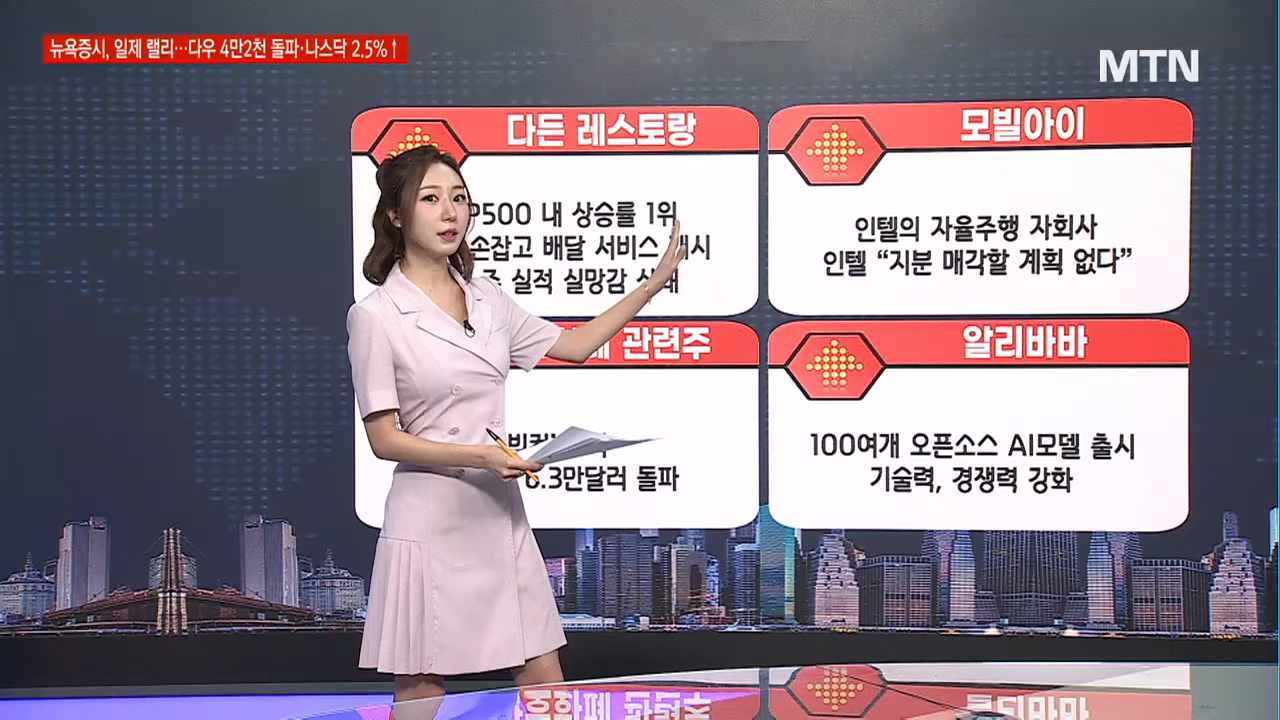 뉴욕증시, 일제 랠리…다우 4만2천 돌파·나스닥 2.5%↑
MTN
다든 레스토랑
P500 내 상승률 1위
손잡고 배달 서비스
실적 실망감
모빌아이
인텔의 자율주행 자회사
인텔 “지분 매각할 계획 없다”
관련주
6.3만달러 돌파
알리바바
100여개 오픈소스 AI모델 출시
기술력, 경쟁력 강화